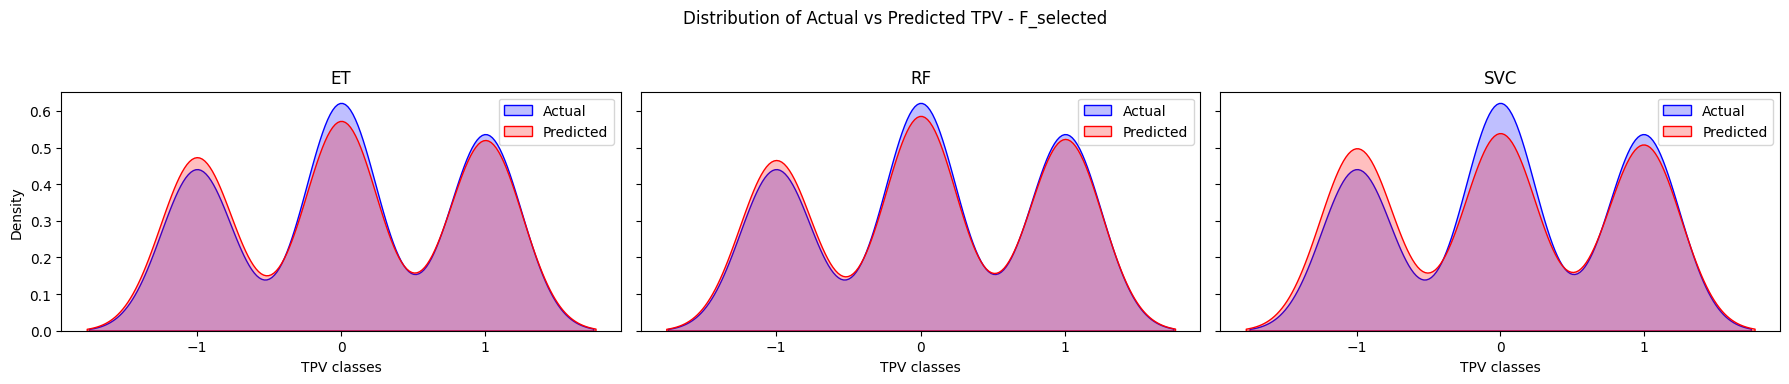 Distribution of Actual vs Predicted TPV - F_selected
ET
RF
SVC
Actual
Predicted
Actual
Predicted
Actual
Predicted
Density
0.6
0.5
0.4
0.3
0.2
0.1
0.0
−1 0 1
−1 0 1
−1 0 1
TPV classes
TPV classes
TPV classes